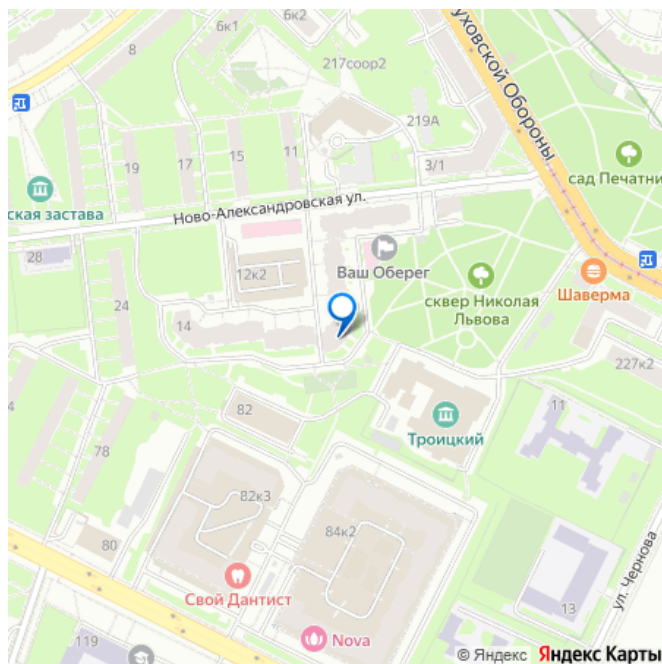 6к1
6к2
8
217соор2
уховской Обороны
219А
19
17
15
11
3/1
сад Печатни
ская застава
Ново-Александровская ул.
28
12к2
Ваш Оберег
24
сквер Николая
Львова
Шаверма
14
227к2
4
82
11
Троицкий
78
82к3
84к2
80
Свой Дантист
Nova
13
ул. Чернова
119
© Яндекс Яндекс Карты